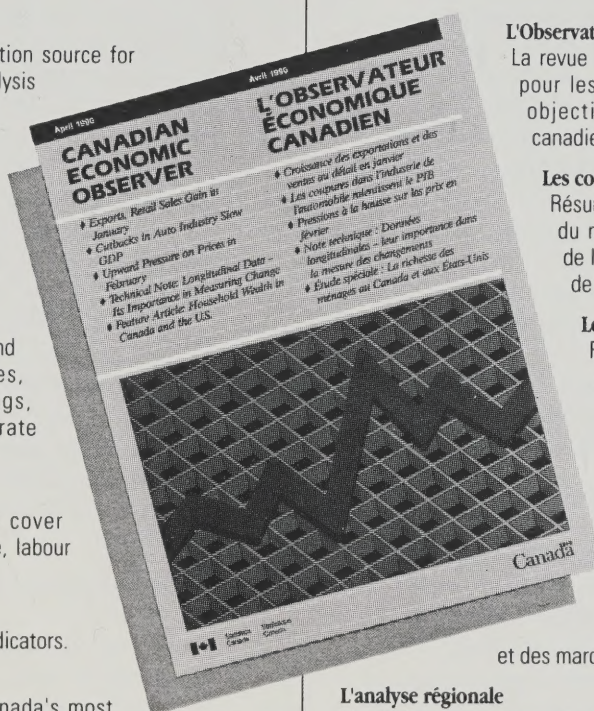 tion source for
lysis
nd
es,
gs,
rate
cover
e, labour
dicators.
nada's most
April 1996
Avril 1996
CANADIAN
ECONOMIC
OBSERVER
♦ Exports, Retail Sales Gain in
January
♦ Cutbacks in Auto Industry Slow
GDP
♦ Upward Pressure on Prices in
February
♦ Technical Note: Longitudinal Data –
Its Importance in Measuring Change
♦ Feature Article: Household Wealth in
Canada and the U.S.
L'OBSERVATEUR
ÉCONOMIQUE
CANADIEN
♦ Croissance des exportations et des
ventes au détail en janvier
♦ Les coupures dans l'industrie de
l'automobile ralentissent le PIB
♦ Pressions à la hausse sur les prix en
février
♦ Note technique : Données
longitudinales – leur importance dans
la mesure des changements
♦ Étude spéciale : La richesse des
ménages au Canada et aux États-Unis
Statistics Statistique
Canada Canada
Canada
L'Observat
La revue
pour les
objecti
canadie
Les co
Résur
du r
de l
de
Le
et des marc
L'analyse régionale